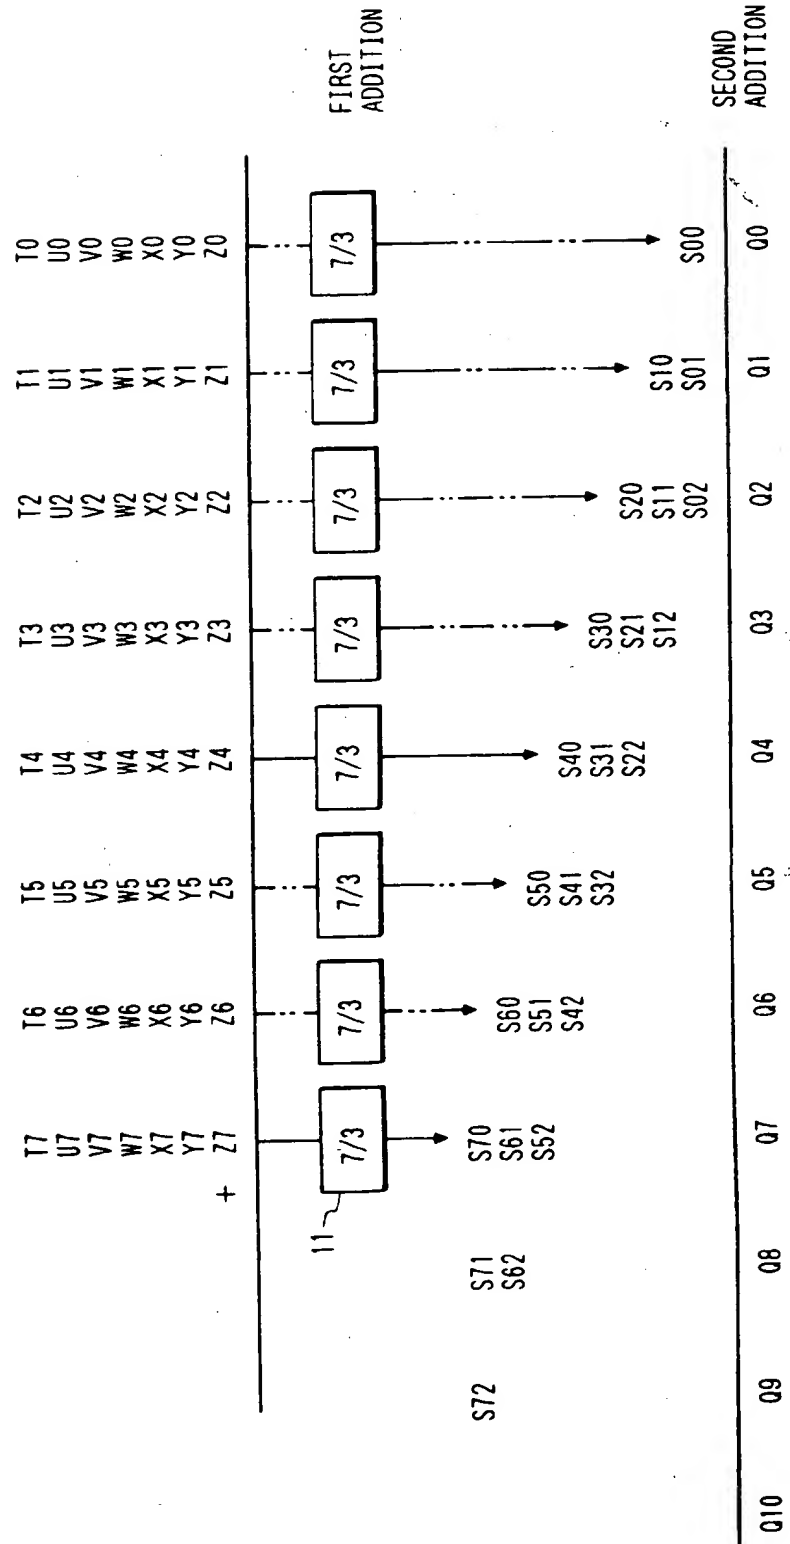 T7 T6 T5 T4 T3 T2 T1 T0
U7 U6 U5 U4 U3 U2 U1 U0
V7 V6 V5 V4 V3 V2 V1 V0
W7 W6 W5 W4 W3 W2 W1 W0
X7 X6 X5 X4 X3 X2 X1 X0
Y7 Y6 Y5 Y4 Y3 Y2 Y1 Y0
+ Z7 Z6 Z5 Z4 Z3 Z2 Z1 Z0
11
7/3 7/3 7/3 7/3 7/3 7/3 7/3 7/3
FIRST
ADDITION
S72 S71 S70 S60 S50 S40 S30 S20 S10 S00
S62 S61 S51 S41 S31 S21 S11 S01
S52 S42 S32 S22 S12 S02
SECOND
ADDITION
Q10 Q9 Q8 Q7 Q6 Q5 Q4 Q3 Q2 Q1 Q0